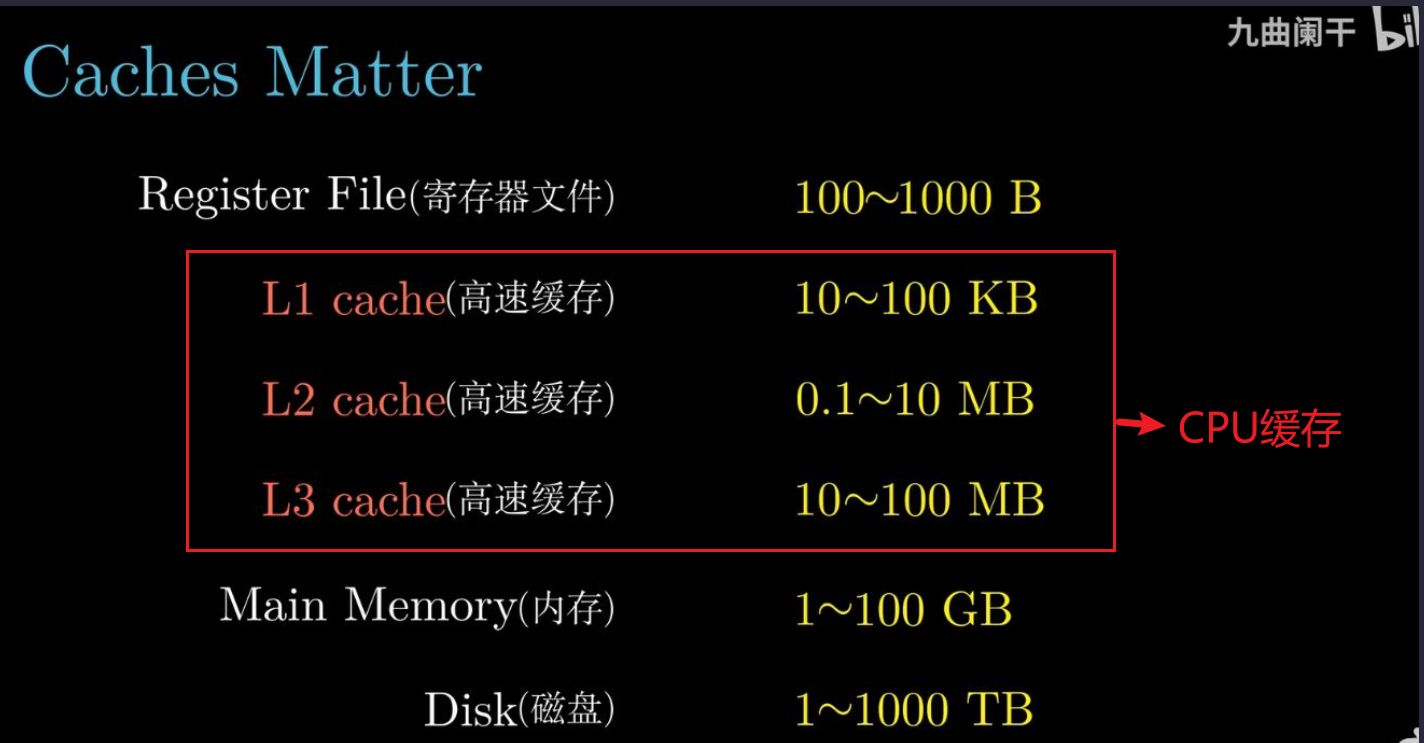 九曲阑干 bil
Caches Matter
Register File(寄存器文件) 100~1000 B
L1 cache(高速缓存) 10~100 KB
L2 cache(高速缓存) 0.1~10 MB
L3 cache(高速缓存) 10~100 MB
CPU缓存
Main Memory(内存) 1~100 GB
Disk(磁盘) 1~1000 TB